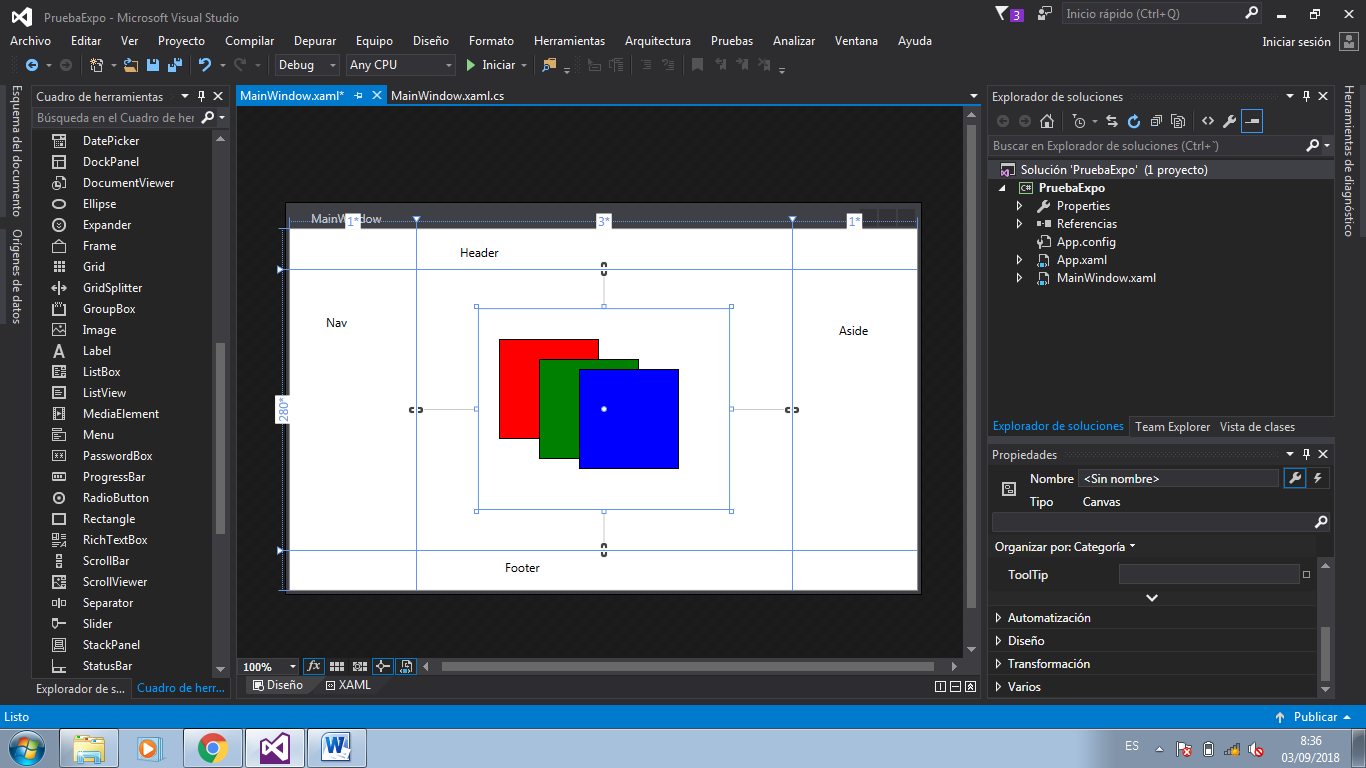 PruebaExpo - Microsoft Visual Studio
3
Inicio rápido (Ctrl+Q)
Archivo Editar Ver Proyecto Compilar Depurar Equipo Diseño Formato Herramientas Arquitectura Pruebas Analizar Ventana Ayuda
Iniciar sesión
Debug Any CPU Iniciar
Esquema del documento
Orígenes de datos
Cuadro de herramientas
Búsqueda en el Cuadro de her
DatePicker
DockPanel
DocumentViewer
Ellipse
Expander
Frame
Grid
GridSplitter
GroupBox
Image
Label
ListBox
ListView
MediaElement
Menu
PasswordBox
ProgressBar
RadioButton
Rectangle
RichTextBox
ScrollBar
ScrollViewer
Separator
Slider
StackPanel
StatusBar
Explorador de s... Cuadro de herr...
MainWindow.xaml* MainWindow.xaml.cs
MainWindow
1* 3* 1*
Header
Nav
Aside
280*
Footer
100%
Diseño XAML
Explorador de soluciones
Buscar en Explorador de soluciones (Ctrl+¨)
Solución 'PruebaExpo' (1 proyecto)
C# PruebaExpo
Properties
Referencias
App.config
App.xaml
MainWindow.xaml
Explorador de soluciones Team Explorer Vista de clases
Propiedades
Nombre <Sin nombre>
Tipo Canvas
Organizar por: Categoría
ToolTip
Automatización
Diseño
Transformación
Varios
Herramientas de diagnóstico
Listo
Publicar
ES
8:36
03/09/2018